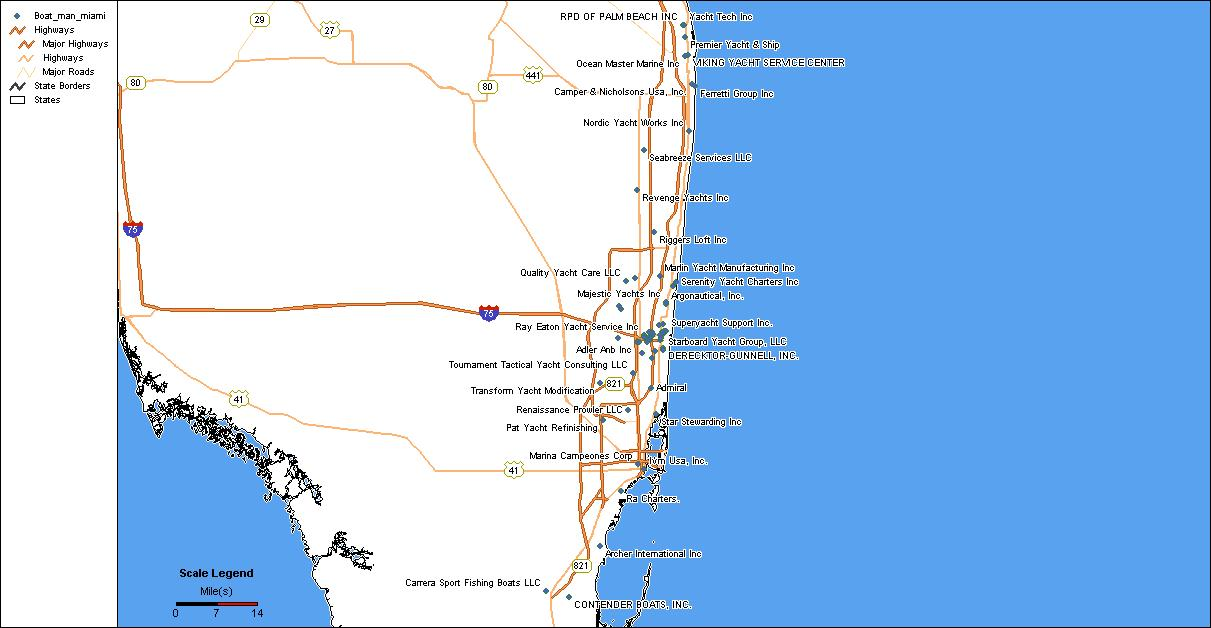 Boat_man_miami
Highways
Major Highways
Highways
Major Roads
State Borders
States
29
27
RPD OF PALM BEACH INC
Yacht Tech Inc
Premier Yacht & Ship
Ocean Master Marine Inc
VIKING YACHT SERVICE CENTER
80
441
80
Camper & Nicholsons Usa, Inc.
Ferretti Group Inc
Nordic Yacht Works Inc
Seabreeze Services LLC
Revenge Yachts Inc
75
Riggers Loft Inc
Quality Yacht Care LLC
Marlin Yacht Manufacturing Inc
Serenity Yacht Charters Inc
Majestic Yachts Inc
Argonautical, Inc.
75
Ray Eaton Yacht Service Inc
Superyacht Support Inc.
Adler Anb Inc
Starboard Yacht Group, LLC
DERECKTOR-GUNNELL, INC.
Tournament Tactical Yacht Consulting LLC
821
Transform Yacht Modification
Admiral
41
Renaissance Prowler LLC
Pat Yacht Refinishing
Star Stewarding Inc
Marina Campeones Corp
Ivm Usa, Inc.
41
Ra Charters.
Archer International Inc
821
Carrera Sport Fishing Boats LLC
CONTENDER BOATS, INC.
Scale Legend
Mile(s)
0 7 14